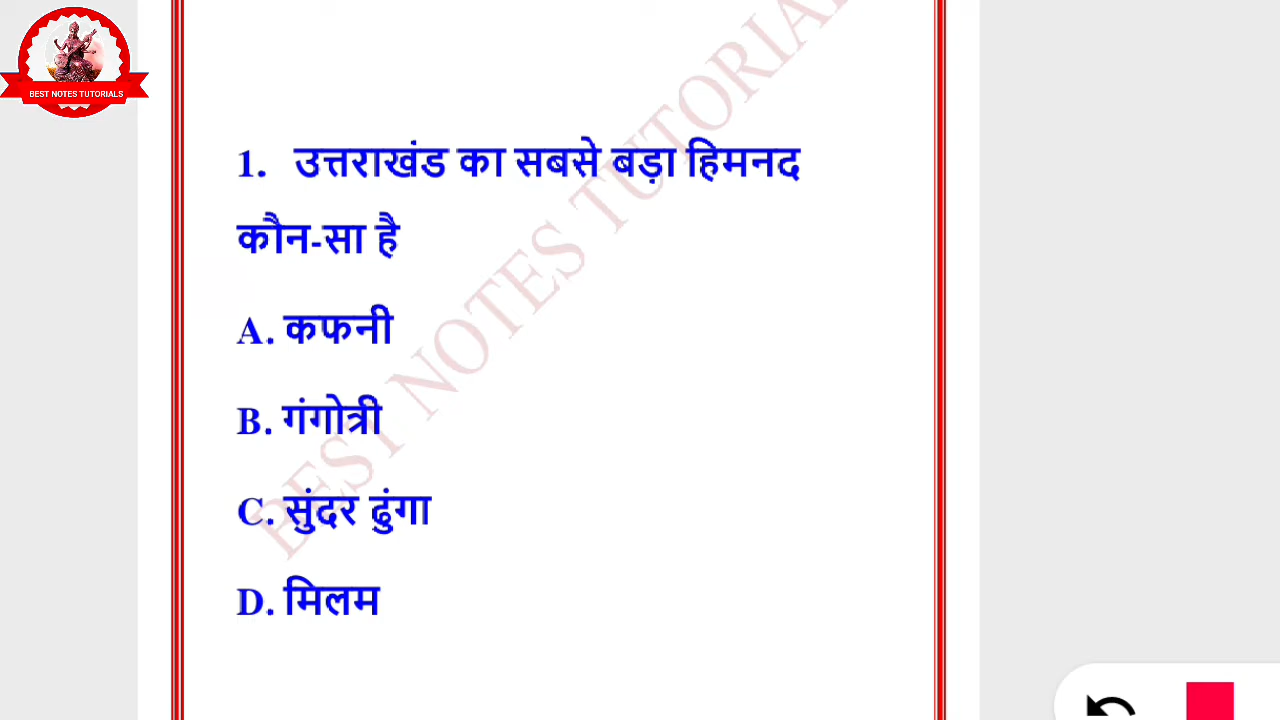 BEST NOTES TUTORIALS
1. उत्तराखंड का सबसे बड़ा हिमनद
कौन-सा है
A. कफनी
B. गंगोत्री
C. सुंदर ढुंगा
D. मिलम
BEST NOTES TUTORIAL